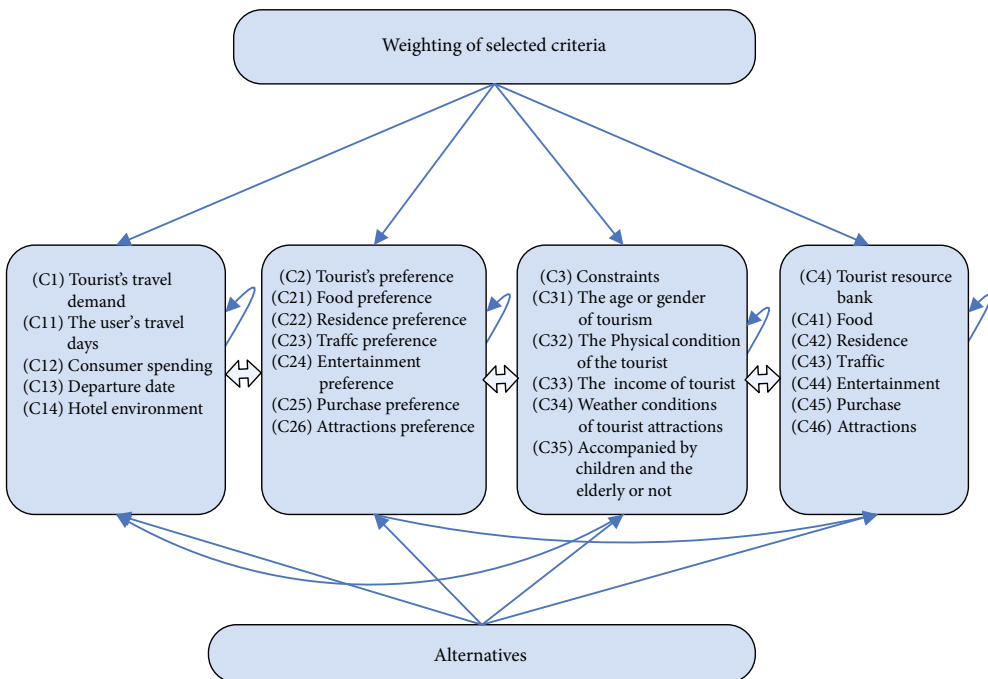 Weighting of selected criteria
(C1) Tourist's travel
demand
(C11) The user's travel
days
(C12) Consumer spending
(C13) Departure date
(C14) Hotel environment
(C2) Tourist's preference
(C21) Food preference
(C22) Residence preference
(C23) Traffc preference
(C24) Entertainment
preference
(C25) Purchase preference
(C26) Attractions preference
(C3) Constraints
(C31) The age or gender
of tourism
(C32) The Physical condition
of the tourist
(C33) The income of tourist
(C34) Weather conditions
of tourist attractions
(C35) Accompanied by
children and the
elderly or not
(C4) Tourist resource
bank
(C41) Food
(C42) Residence
(C43) Traffic
(C44) Entertainment
(C45) Purchase
(C46) Attractions
Alternatives